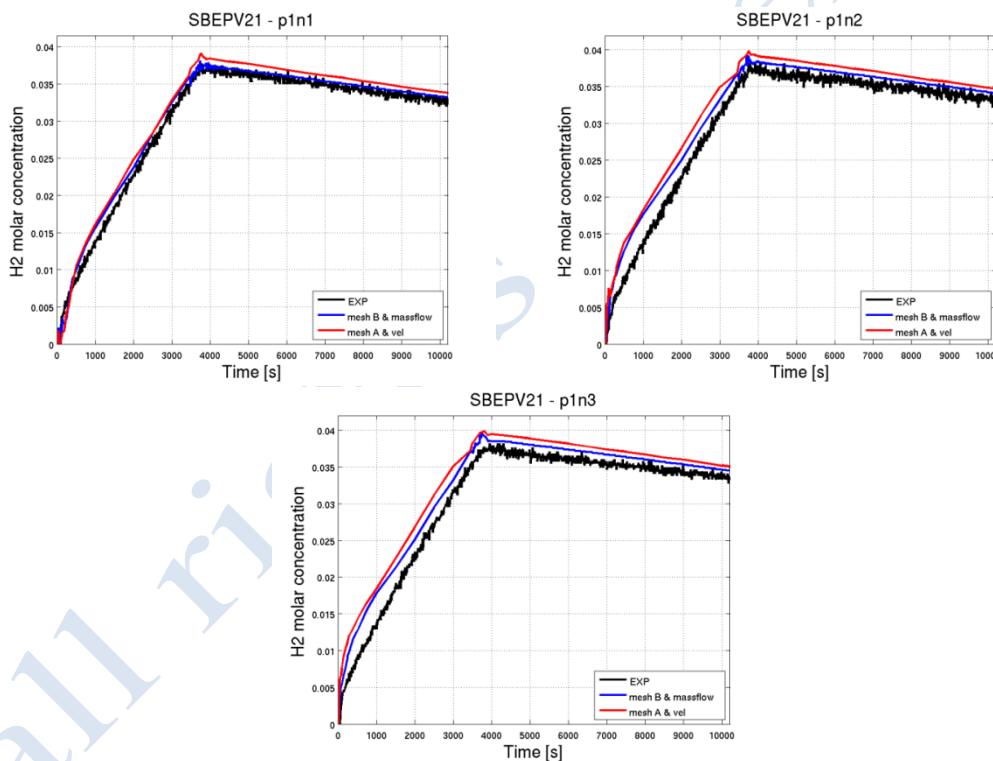 SBEPV21 - p1n1
H2 molar concentration
0.04
0.035
0.03
0.025
0.02
0.015
0.01
0.005
0
EXP
mesh B & massflow
mesh A & vel
0 1000 2000 3000 4000 5000 6000 7000 8000 9000 10000
Time [s]
SBEPV21 - p1n2
H2 molar concentration
0.04
0.035
0.03
0.025
0.02
0.015
0.01
0.005
0
EXP
mesh B & massflow
mesh A & vel
0 1000 2000 3000 4000 5000 6000 7000 8000 9000
Time [s]
SBEPV21 - p1n3
H2 molar concentration
0.04
0.035
0.03
0.025
0.02
0.015
0.01
0.005
0
EXP
mesh B & massflow
mesh A & vel
0 1000 2000 3000 4000 5000 6000 7000 8000 9000 10000
Time [s]
all